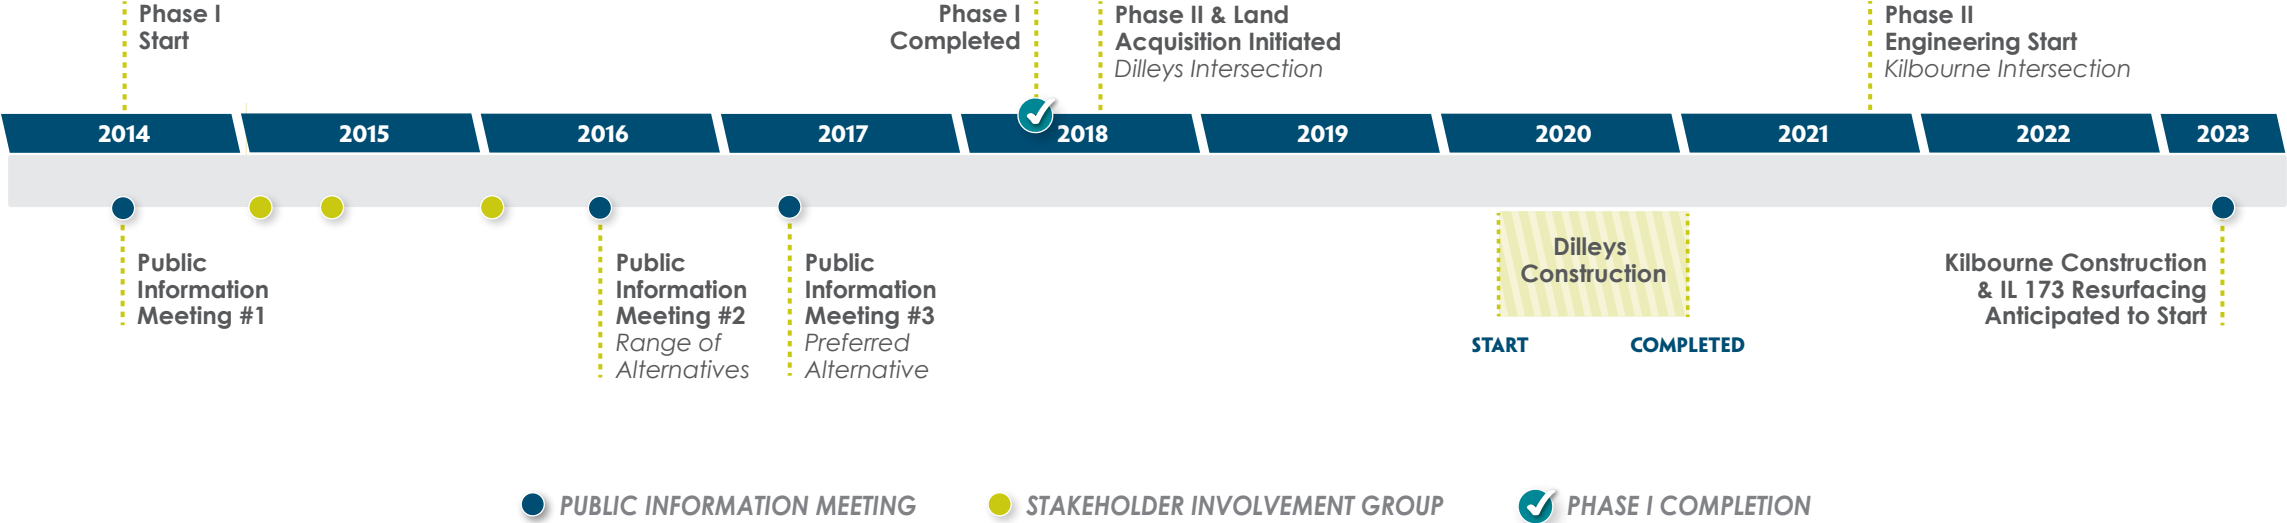 Phase I
Start
Phase I
Completed
Phase II & Land
Acquisition Initiated
Dilleys Intersection
Phase II
Engineering Start
Kilbourne Intersection
2014
2015
2016
2017
2018
2019
2020
2021
2022
2023
Public
Information
Meeting #1
Public
Information
Meeting #2
Range of
Alternatives
Public
Information
Meeting #3
Preferred
Alternative
Dilleys
Construction
START
COMPLETED
Kilbourne Construction
& IL 173 Resurfacing
Anticipated to Start
PUBLIC INFORMATION MEETING
STAKEHOLDER INVOLVEMENT GROUP
PHASE I COMPLETION